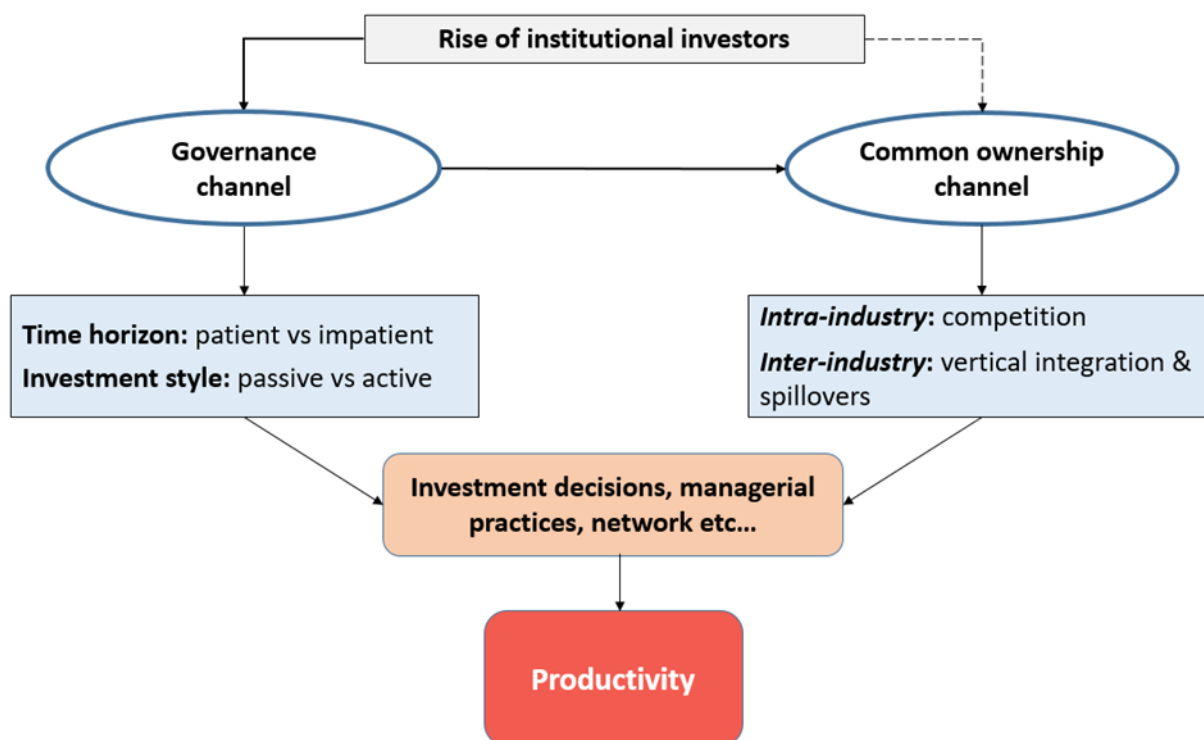 Rise of institutional investors
Governance
channel
Common ownership
channel
Time horizon: patient vs impatient
Investment style: passive vs active
Intra-industry: competition
Inter-industry: vertical integration &
spillovers
Investment decisions, managerial
practices, network etc...
Productivity